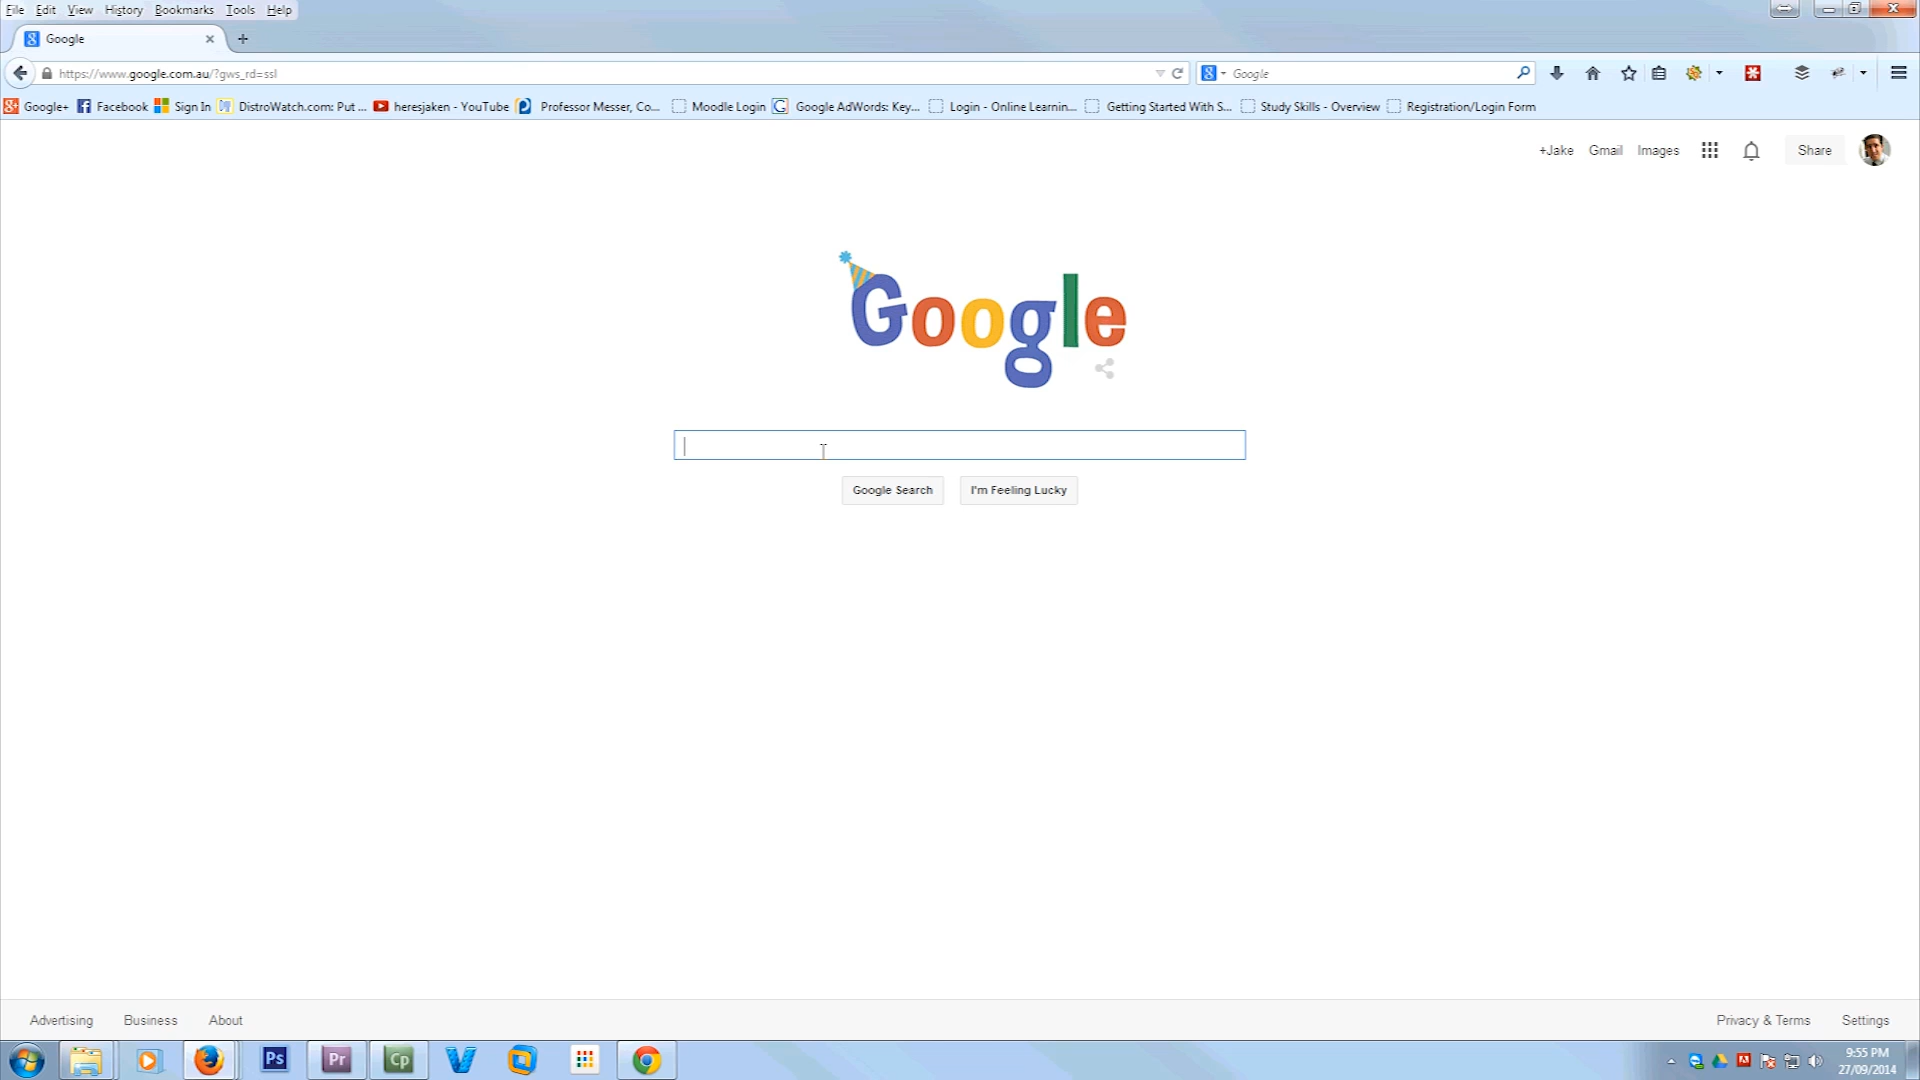 File Edit View History Bookmarks Tools Help
Google
https://www.google.com.au/?gws_rd=ssl
Google
Google+ Facebook Sign In DistroWatch.com: Put ... heresjaken - YouTube Professor Messer, Co... Moodle Login Google AdWords: Key... Login - Online Learnin... Getting Started With S... Study Skills - Overview Registration/Login Form
+Jake Gmail Images Share
Google
Google Search I'm Feeling Lucky
Advertising Business About Privacy & Terms Settings
Ps Pr Cp
9:55 PM
27/09/2014